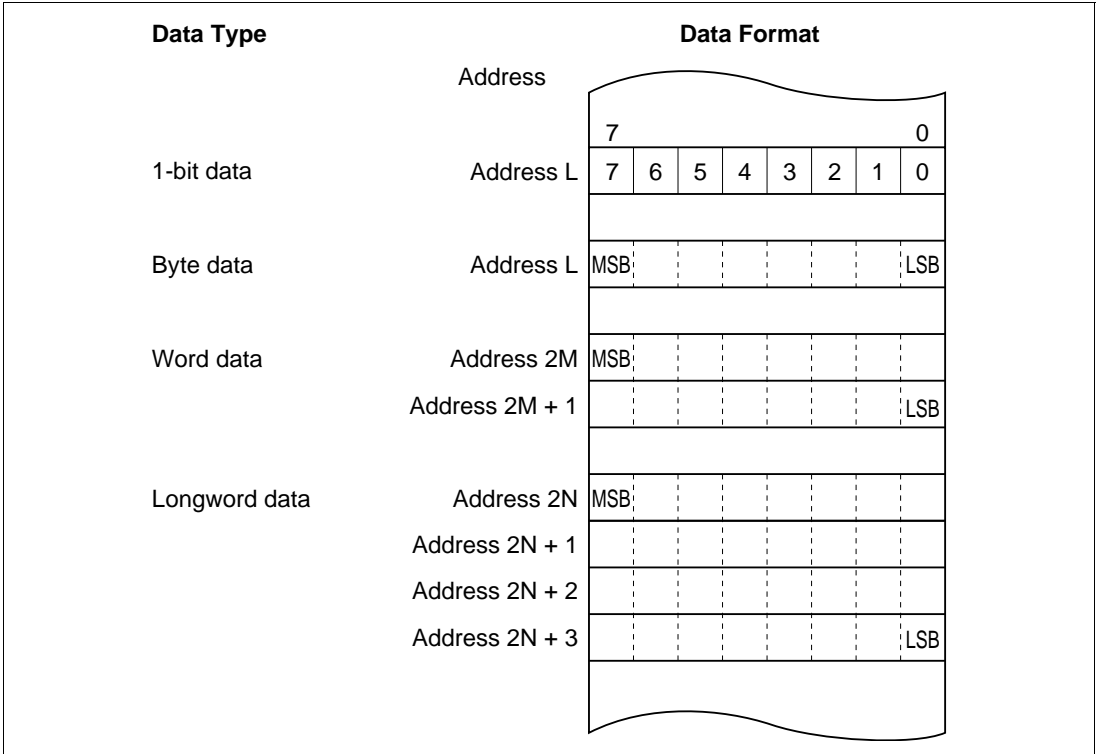 Data Type Data Format
Address
7 0
1-bit data Address L 7 6 5 4 3 2 1 0
Byte data Address L MSB LSB
Word data Address 2M MSB
Address 2M + 1 LSB
Longword data Address 2N MSB
Address 2N + 1
Address 2N + 2
Address 2N + 3 LSB